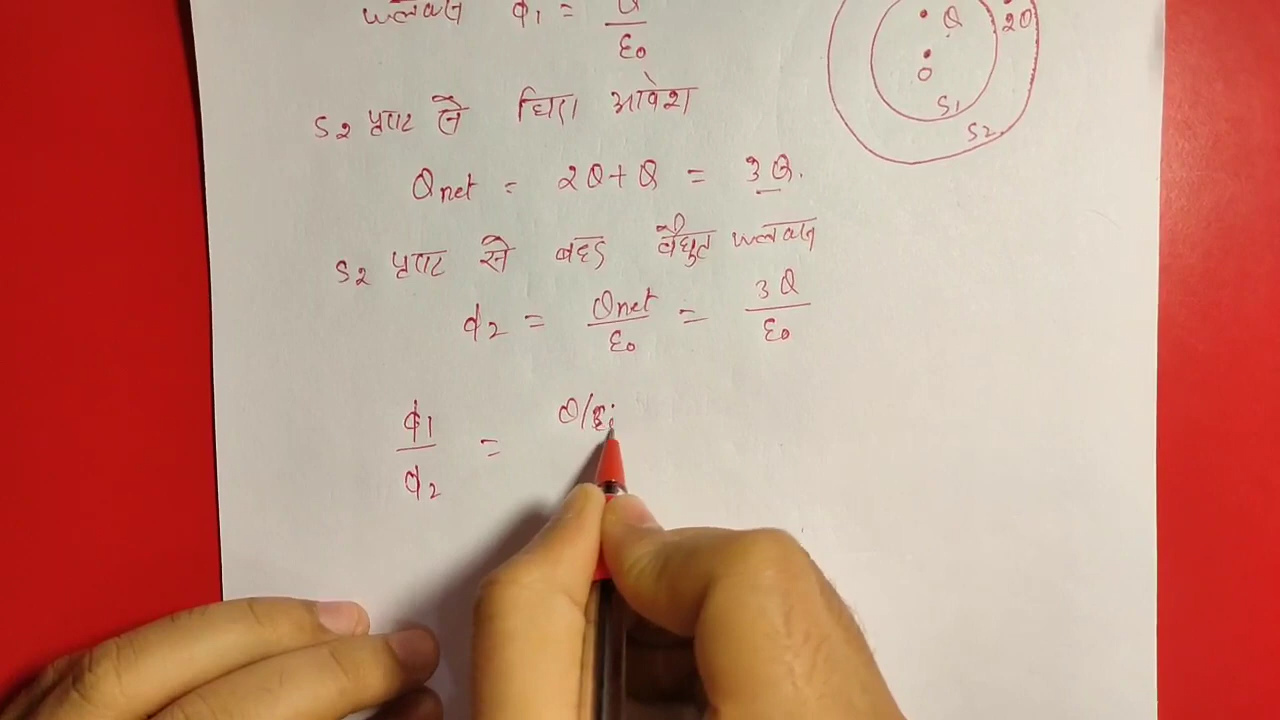 फ्लक्स ϕ1 = Q/ε0
S2 पृष्ठ से घिरा आवेश
Qnet = 2Q+Q = 3Q.
S2 पृष्ठ से बद्ध वैद्युत फ्लक्स
ϕ2 = Qnet/ε0 = 3Q/ε0
ϕ1/ϕ2 = Q/ε0
Q
2Q
O
S1
S2